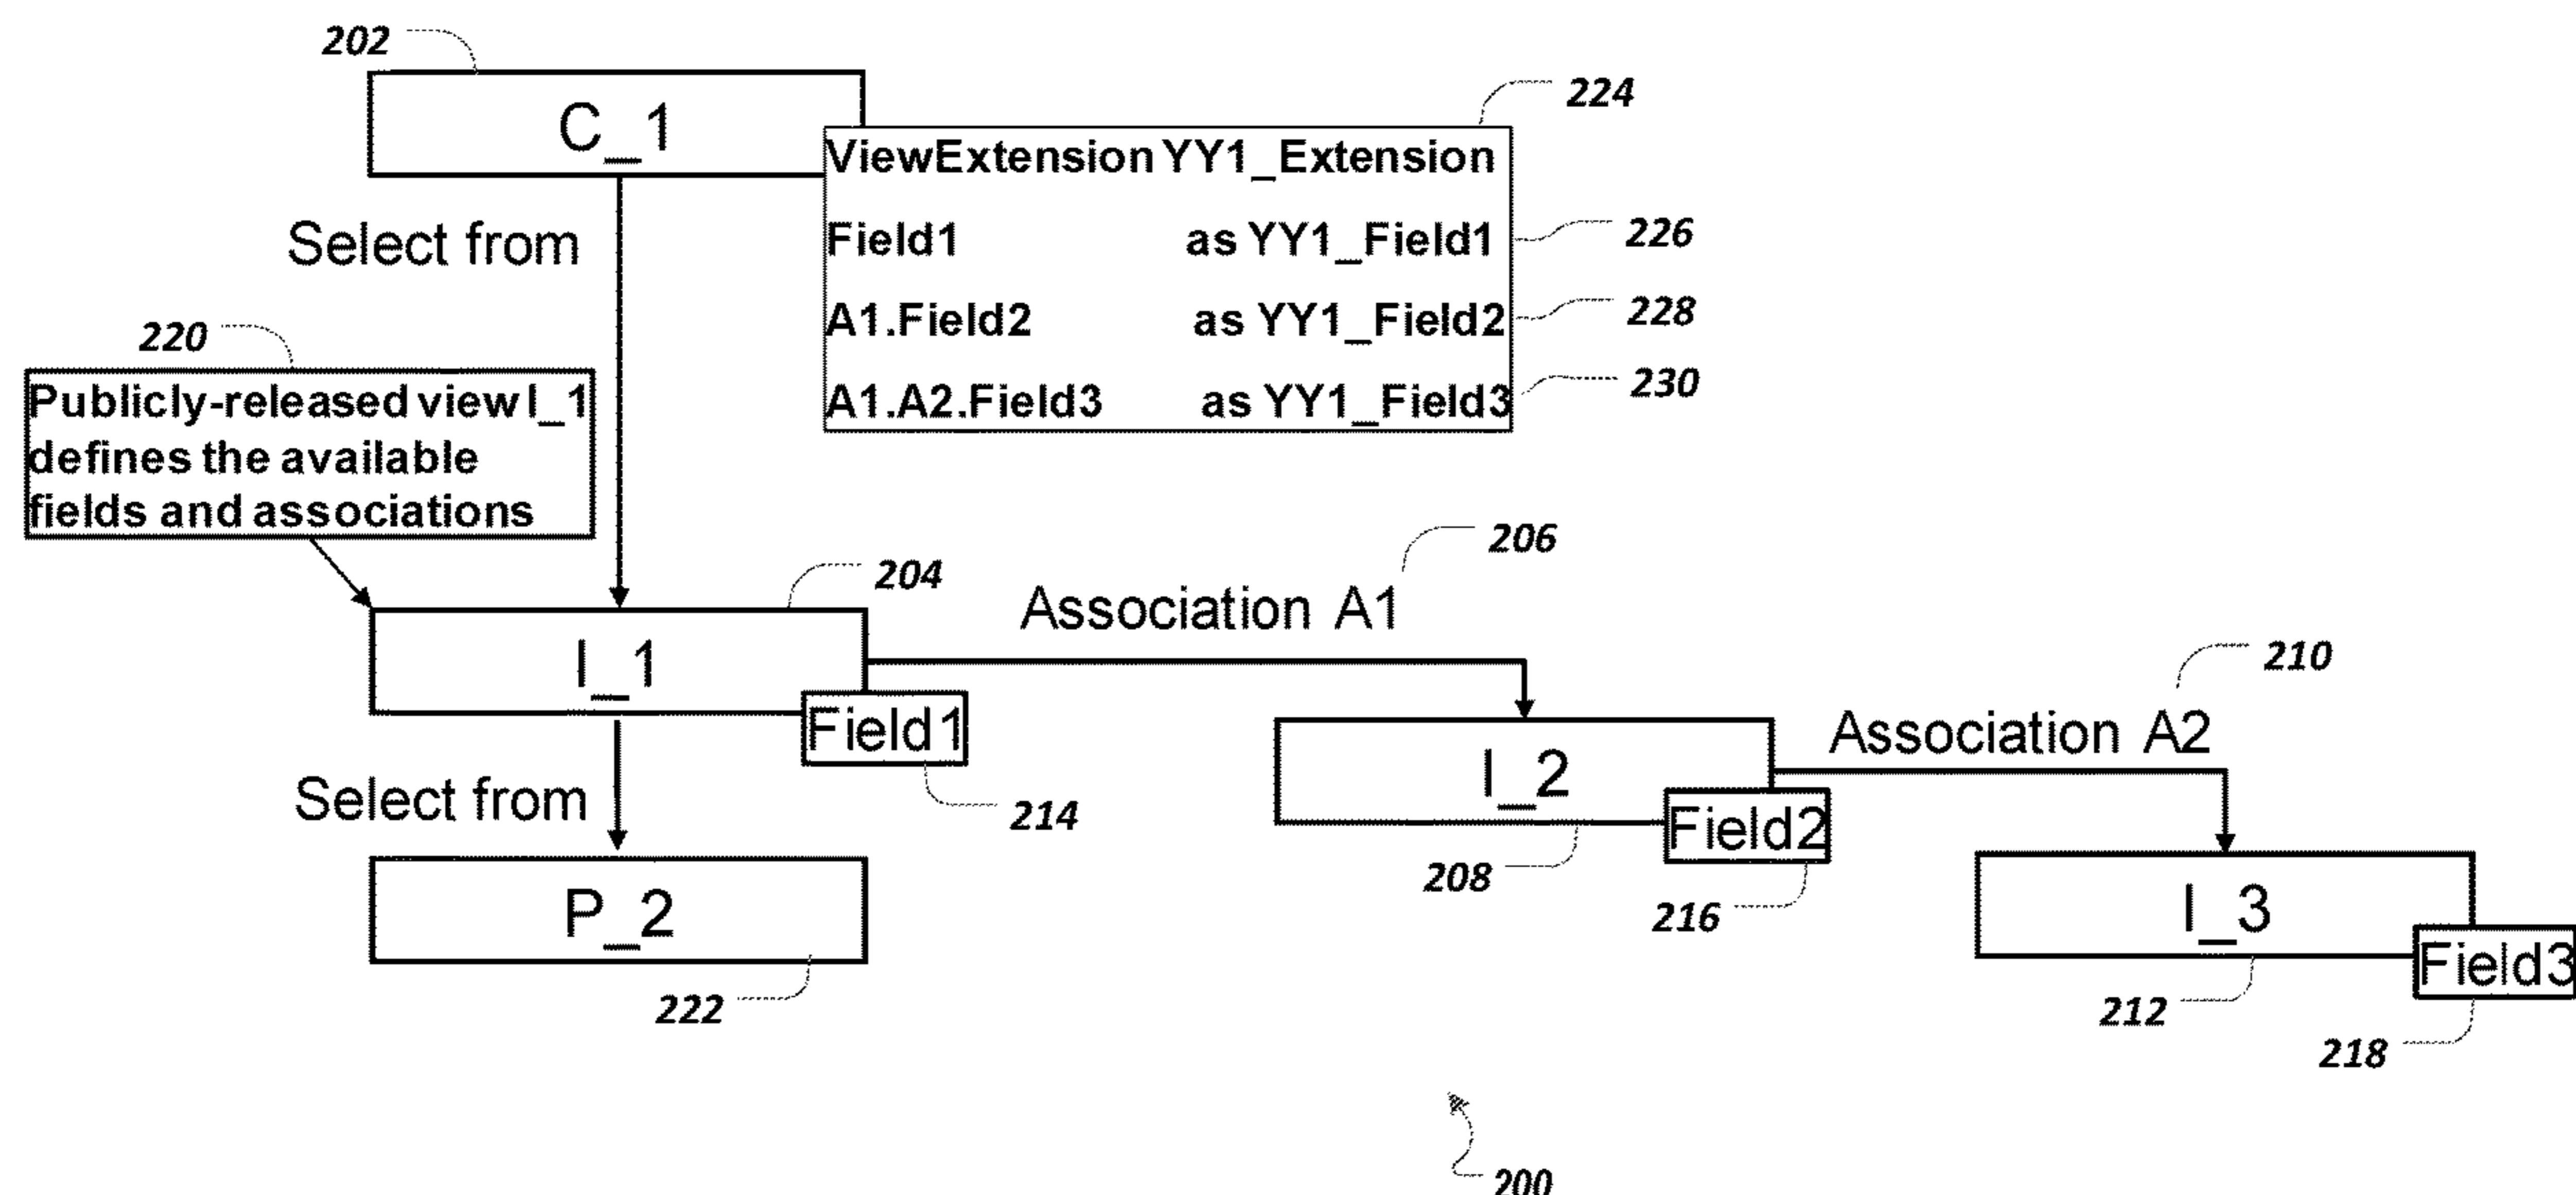 202
C_1
224
ViewExtension YY1_Extension
Select from
Field1 as YY1_Field1
226
A1.Field2 as YY1_Field2
228
220
A1.A2.Field3 as YY1_Field3
230
Publicly-released view I_1
defines the available
fields and associations
206
204
Association A1
I_1
210
Field1
Association A2
I_2
Select from
214
Field2
208
216
P_2
I_3
Field3
222
212
218
200